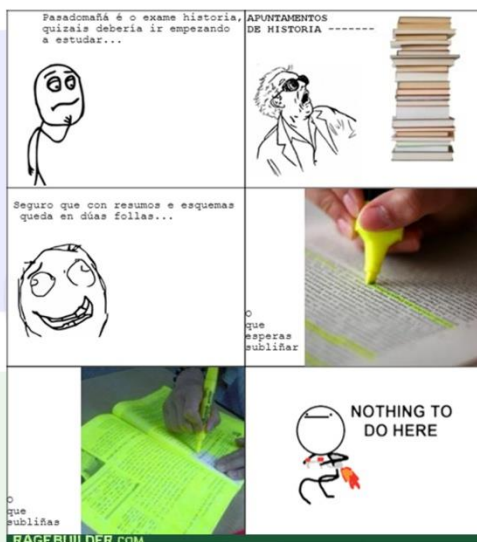 Pasadomañá é o exame historia,
quizais debería ir empezando
a estudar...
APUNTAMENTOS
DE HISTORIA -------
Seguro que con resumos e esquemas
queda en dúas follas...
O
que
esperas
subliñar
O
que
subliñas
NOTHING TO
DO HERE
RAGEBUILDER.COM